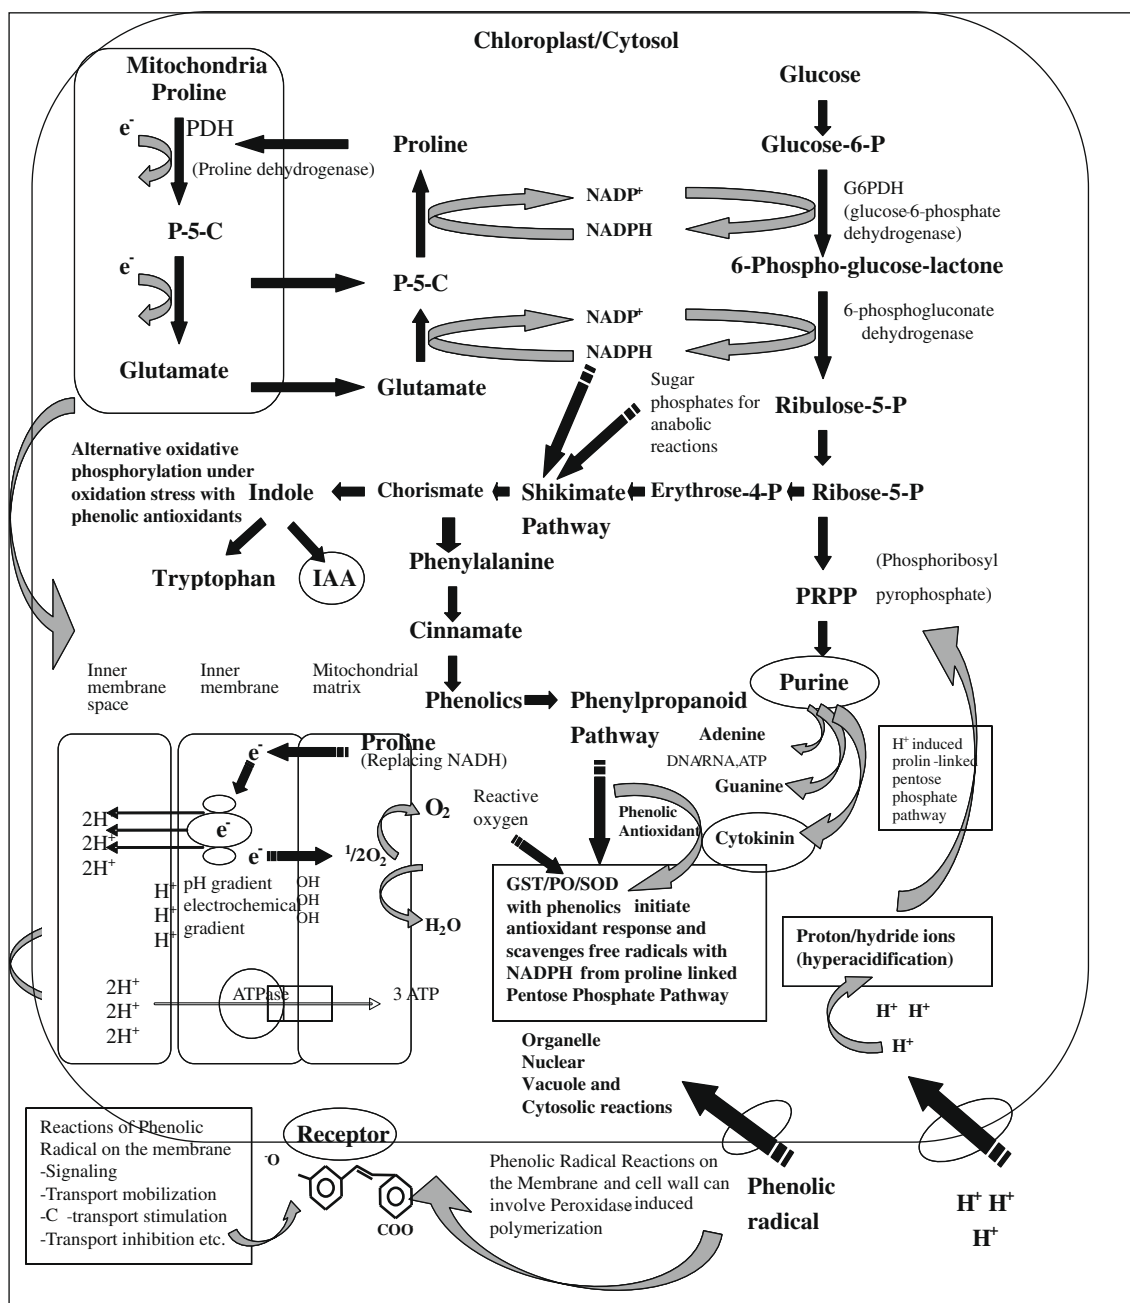 Chloroplast/Cytosol
Mitochondria
Proline
e-
PDH
(Proline dehydrogenase)
P-5-C
e-
Glutamate
Proline
P-5-C
Glutamate
NADP+
NADPH
NADP+
NADPH
Glucose
Glucose-6-P
G6PDH
(glucose-6-phosphate
dehydrogenase)
6-Phospho-glucose-lactone
6-phosphogluconate
dehydrogenase
Ribulose-5-P
Sugar
phosphates for
anabolic
reactions
Alternative oxidative
phosphorylation under
oxidation stress with
phenolic antioxidants
Indole
Chorismate
Shikimate
Pathway
Erythrose-4-P
Ribose-5-P
Tryptophan
IAA
Phenylalanine
Cinnamate
Phenolics
Phenylpropanoid
Pathway
PRPP
(Phosphoribosyl
pyrophosphate)
Purine
Adenine
DNA/RNA,ATP
Guanine
Cytokinin
H+ induced
prolin-linked
pentose
phosphate
pathway
Inner
membrane
space
Inner
membrane
Mitochondrial
matrix
Proline
(Replacing NADH)
e-
e-
e-
2H+
2H+
2H+
1/2O2
O2
H2O
H+
H+
H+
pH gradient
electrochemical
gradient
OH-
OH
OH
2H+
2H+
2H+
ATPase
3 ATP
Reactive
oxygen
Phenolic
Antioxidant
GST/PO/SOD
with phenolics initiate
antioxidant response and
scavenges free radicals with
NADPH from proline-linked
Pentose Phosphate Pathway
Organelle
Nuclear
Vacuole and
Cytosolic reactions
Proton/hydride ions
(hyperacidification)
H+ H+
H+
Reactions of Phenolic
Radical on the membrane
-Signaling
-Transport mobilization
-C -transport stimulation
-Transport inhibition etc.
Receptor
-O
COO
Phenolic Radical Reactions on
the Membrane and cell wall can
involve Peroxidase-induced
polymerization
Phenolic
radical
H+ H+
H+